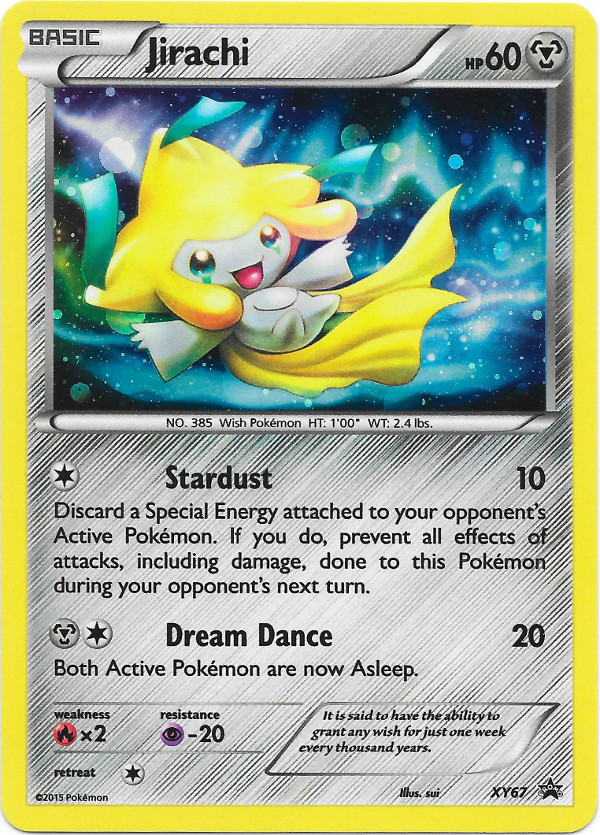 BASIC
Jirachi
HP60
NO. 385 Wish Pokémon HT: 1'00" WT: 2.4 lbs.
Stardust 10
Discard a Special Energy attached to your opponent's
Active Pokémon. If you do, prevent all effects of
attacks, including damage, done to this Pokémon
during your opponent's next turn.
Dream Dance 20
Both Active Pokémon are now Asleep.
weakness resistance
×2 -20
It is said to have the ability to
grant any wish for just one week
every thousand years.
retreat
©2015 Pokémon Illus. sui XY67